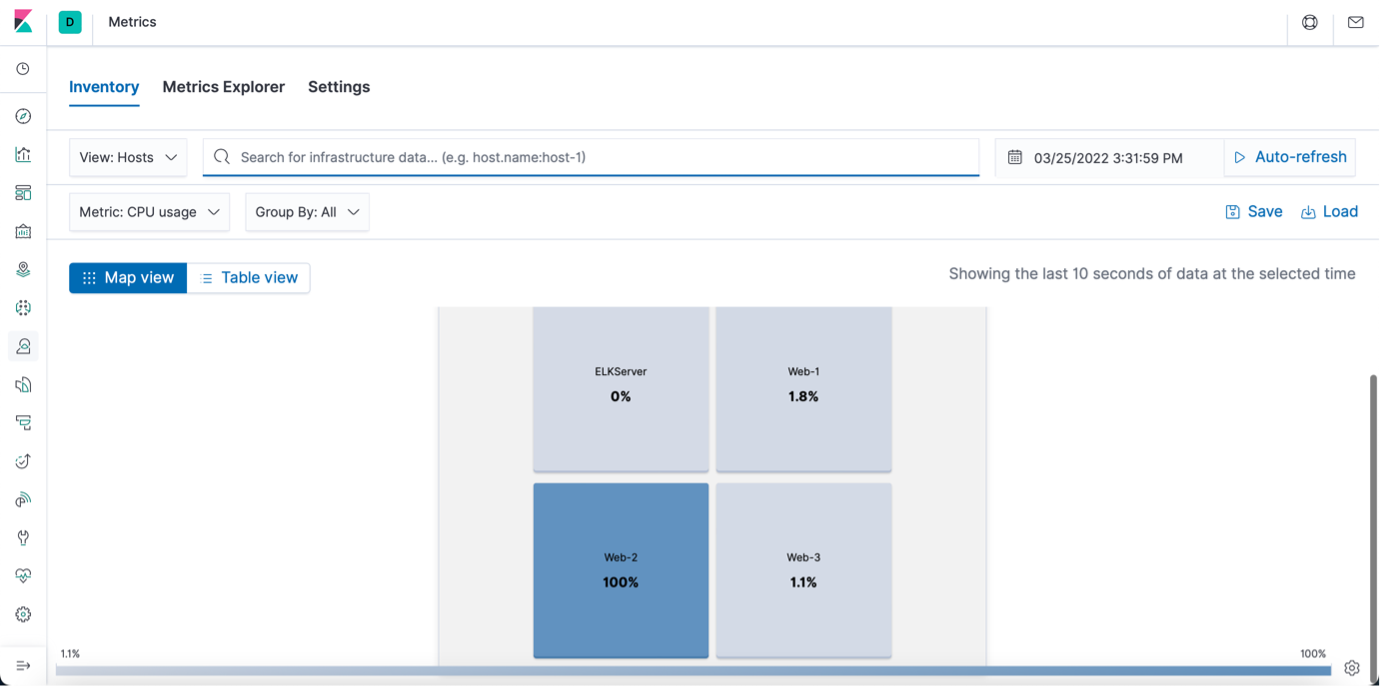 D Metrics
Inventory Metrics Explorer Settings
View: Hosts Search for infrastructure data... (e.g. host.name:host-1) 03/25/2022 3:31:59 PM Auto-refresh
Metric: CPU usage Group By: All Save Load
Map view Table view Showing the last 10 seconds of data at the selected time
ELKServer Web-1
0% 1.8%
Web-2 Web-3
100% 1.1%
1.1% 100%